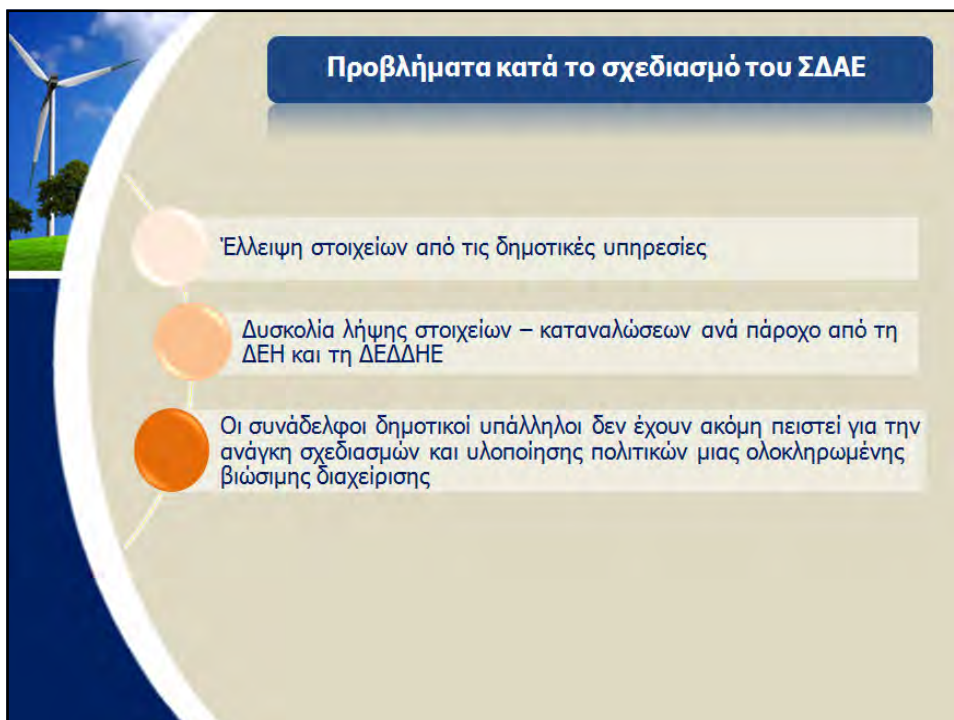 Προβλήματα κατά το σχεδιασμό του ΣΔΑΕ
Έλλειψη στοιχείων από τις δημοτικές υπηρεσίες
Δυσκολία λήψης στοιχείων – καταναλώσεων ανά πάροχο από τη
ΔΕΗ και τη ΔΕΔΔΗΕ
Οι συνάδελφοι δημοτικοί υπάλληλοι δεν έχουν ακόμη πειστεί για την
ανάγκη σχεδιασμών και υλοποίησης πολιτικών μιας ολοκληρωμένης
βιώσιμης διαχείρισης